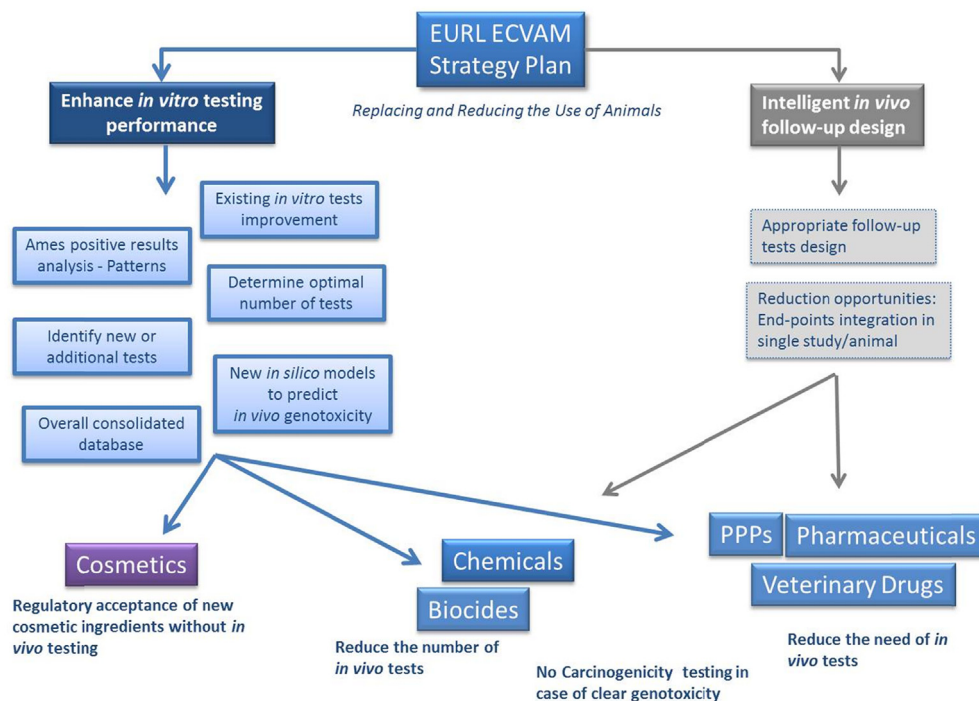 EURL ECVAM
Strategy Plan
Replacing and Reducing the Use of Animals
Enhance in vitro testing
performance
Intelligent in vivo
follow-up design
Existing in vitro tests
improvement
Ames positive results
analysis - Patterns
Determine optimal
number of tests
Identify new or
additional tests
New in silico models
to predict
in vivo genotoxicity
Overall consolidated
database
Appropriate follow-up
tests design
Reduction opportunities:
End-points integration in
single study/animal
Cosmetics
Regulatory acceptance of new
cosmetic ingredients without in
vivo testing
Chemicals
Biocides
Reduce the number of
in vivo tests
PPPs
Pharmaceuticals
Veterinary Drugs
Reduce the need of in
vivo tests
No Carcinogenicity testing in
case of clear genotoxicity